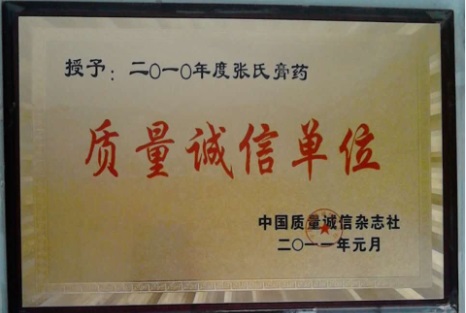 授予：二〇一〇年度张氏膏药
质量诚信单位
中国质量诚信杂志社
二〇一一年元月